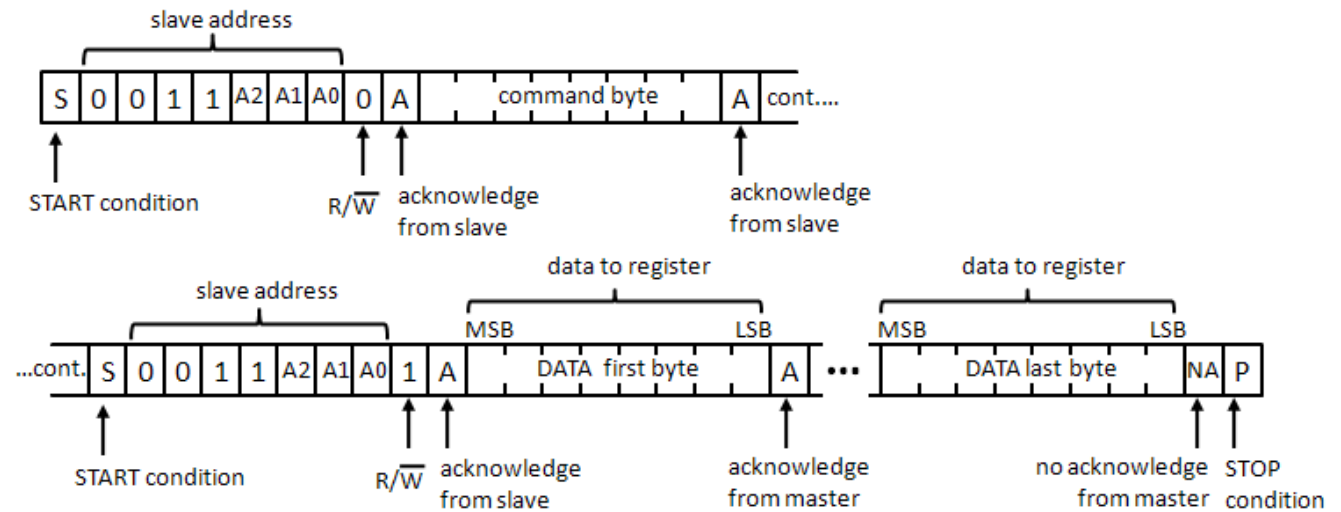 slave address
S 0 0 1 1 A2 A1 A0 0 A command byte A cont....
START condition
R/W̅
acknowledge
from slave
acknowledge
from slave
data to register
data to register
slave address
MSB LSB MSB LSB
...cont. S 0 0 1 1 A2 A1 A0 1 A DATA first byte A ••• DATA last byte NA P
START condition
R/W̅
acknowledge
from slave
acknowledge
from master
no acknowledge
from master
STOP
condition